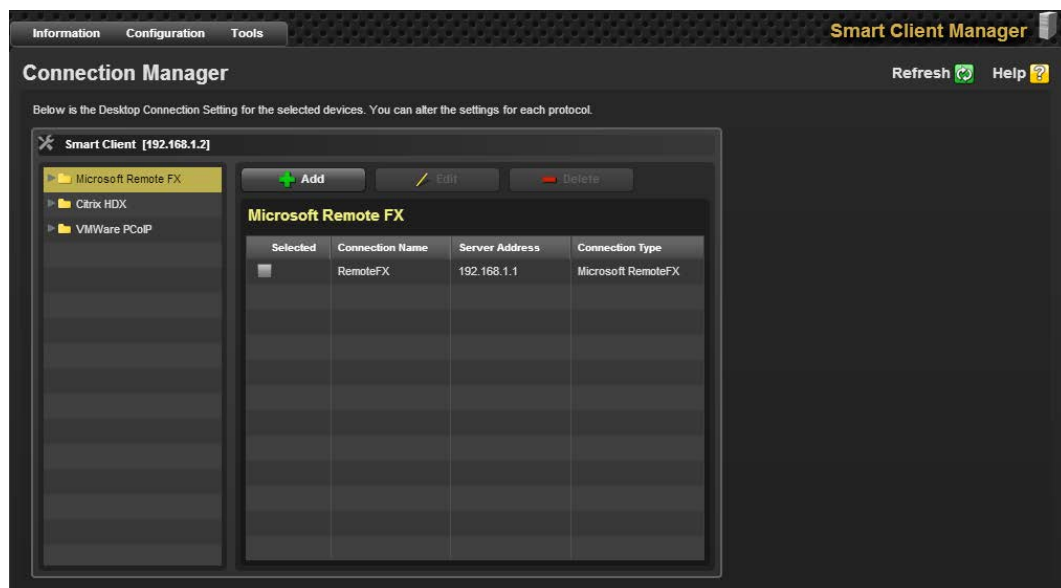 Information Configuration Tools
Smart Client Manager
Connection Manager
Refresh Help
Below is the Desktop Connection Setting for the selected devices. You can alter the settings for each protocol.
Smart Client [192.168.1.2]
Microsoft Remote FX
Citrix HDX
VMWare PCoIP
Add Edit Delete
Microsoft Remote FX
Selected Connection Name Server Address Connection Type
RemoteFX 192.168.1.1 Microsoft RemoteFX